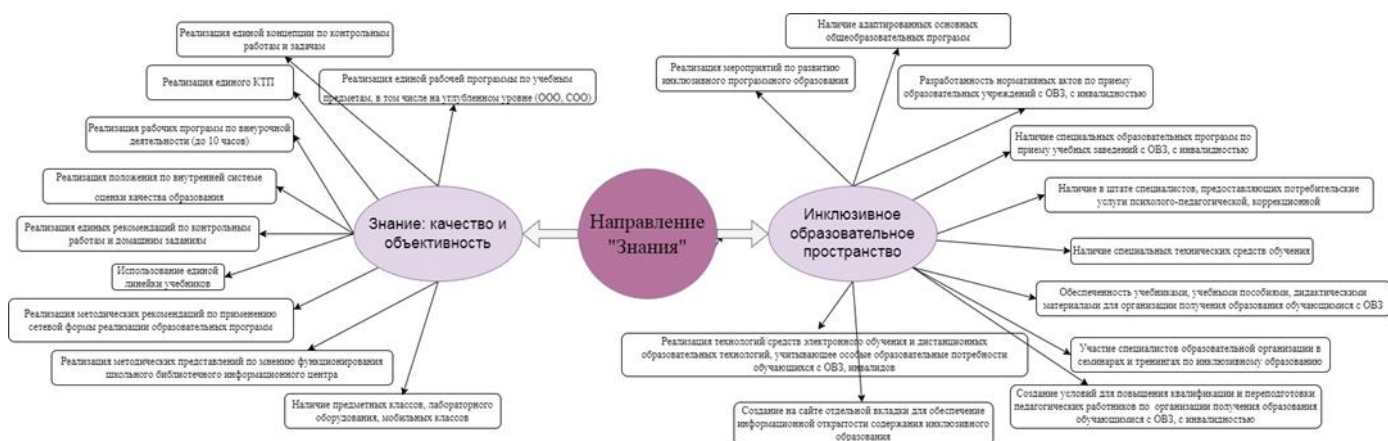 Реализация единой концепции по контрольным
работам и задачам
Реализация единого КТП
Реализация единой рабочей программы по учебным
предметам, в том числе на углубленном уровне (ООО, СОО)
Реализация рабочих программ по внеурочной
деятельности (до 10 часов)
Реализация положения по внутренней системе
оценки качества образования
Реализация единых рекомендаций по контрольным
работам и домашним заданиям
Использование единой
линейки учебников
Реализация методических рекомендаций по применению
сетевой формы реализации образовательных программ
Реализация методических представлений по мнению функционирования
школьного библиотечного информационного центра
Наличие предметных классов, лабораторного
оборудования, мобильных классов
Знание: качество и
объективность
Направление
"Знания"
Инклюзивное
образовательное
пространство
Наличие адаптированных основных
общеобразовательных программ
Реализация мероприятий по развитию
инклюзивного программного образования
Разработанность нормативных актов по приему
образовательных учреждений с ОВЗ, с инвалидностью
Наличие специальных образовательных программ по
приему учебных заведений с ОВЗ, с инвалидностью
Наличие в штате специалистов, предоставляющих потребительские
услуги психолого-педагогической, коррекционной
Наличие специальных технических средств обучения
Обеспеченность учебниками, учебными пособиями, дидактическими
материалами для организации получения образования обучающимися с ОВЗ
Участие специалистов образовательной организации в
семинарах и тренингах по инклюзивному образованию
Создание условий для повышения квалификации и переподготовки
педагогических работников по организации получения образования
обучающимися с ОВЗ, с инвалидностью
Реализация технологий/средств электронного обучения и дистанционных
образовательных технологий, учитывающее особые образовательные потребности
обучающихся с ОВЗ, инвалидов
Создание на сайте отдельной вкладки для обеспечение
информационной открытости содержания инклюзивного
образования